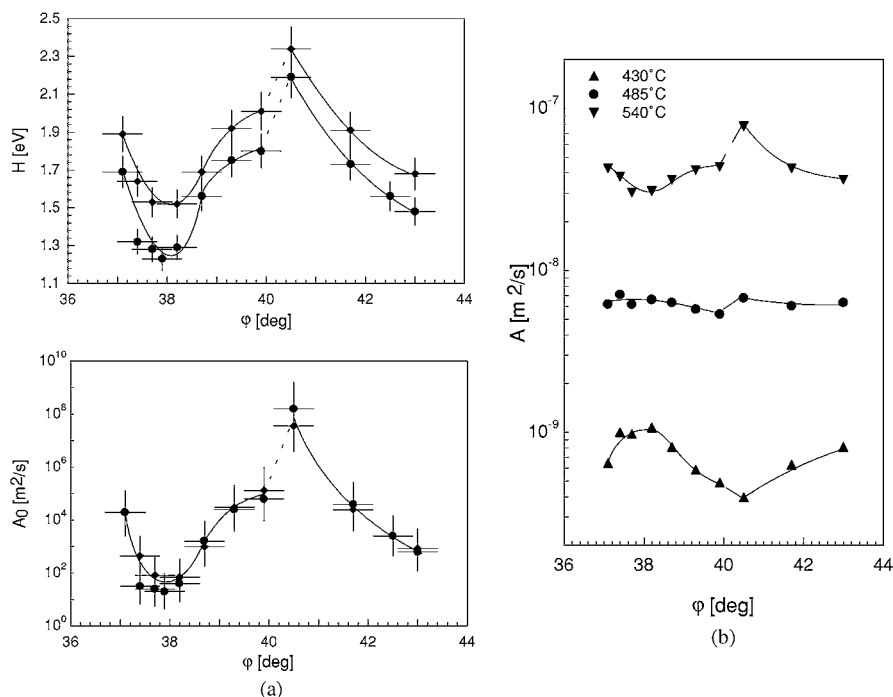 2.5
2.3
2.1
1.9
1.7
1.5
1.3
1.1
H [eV]
36 38 40 42 44
φ [deg]
10^10
10^8
10^6
10^4
10^2
10^0
A0 [m2/s]
36 38 40 42 44
φ [deg]
(a)
430°C
485°C
540°C
10^-7
10^-8
10^-9
A [m 2/s]
36 38 40 42 44
φ [deg]
(b)